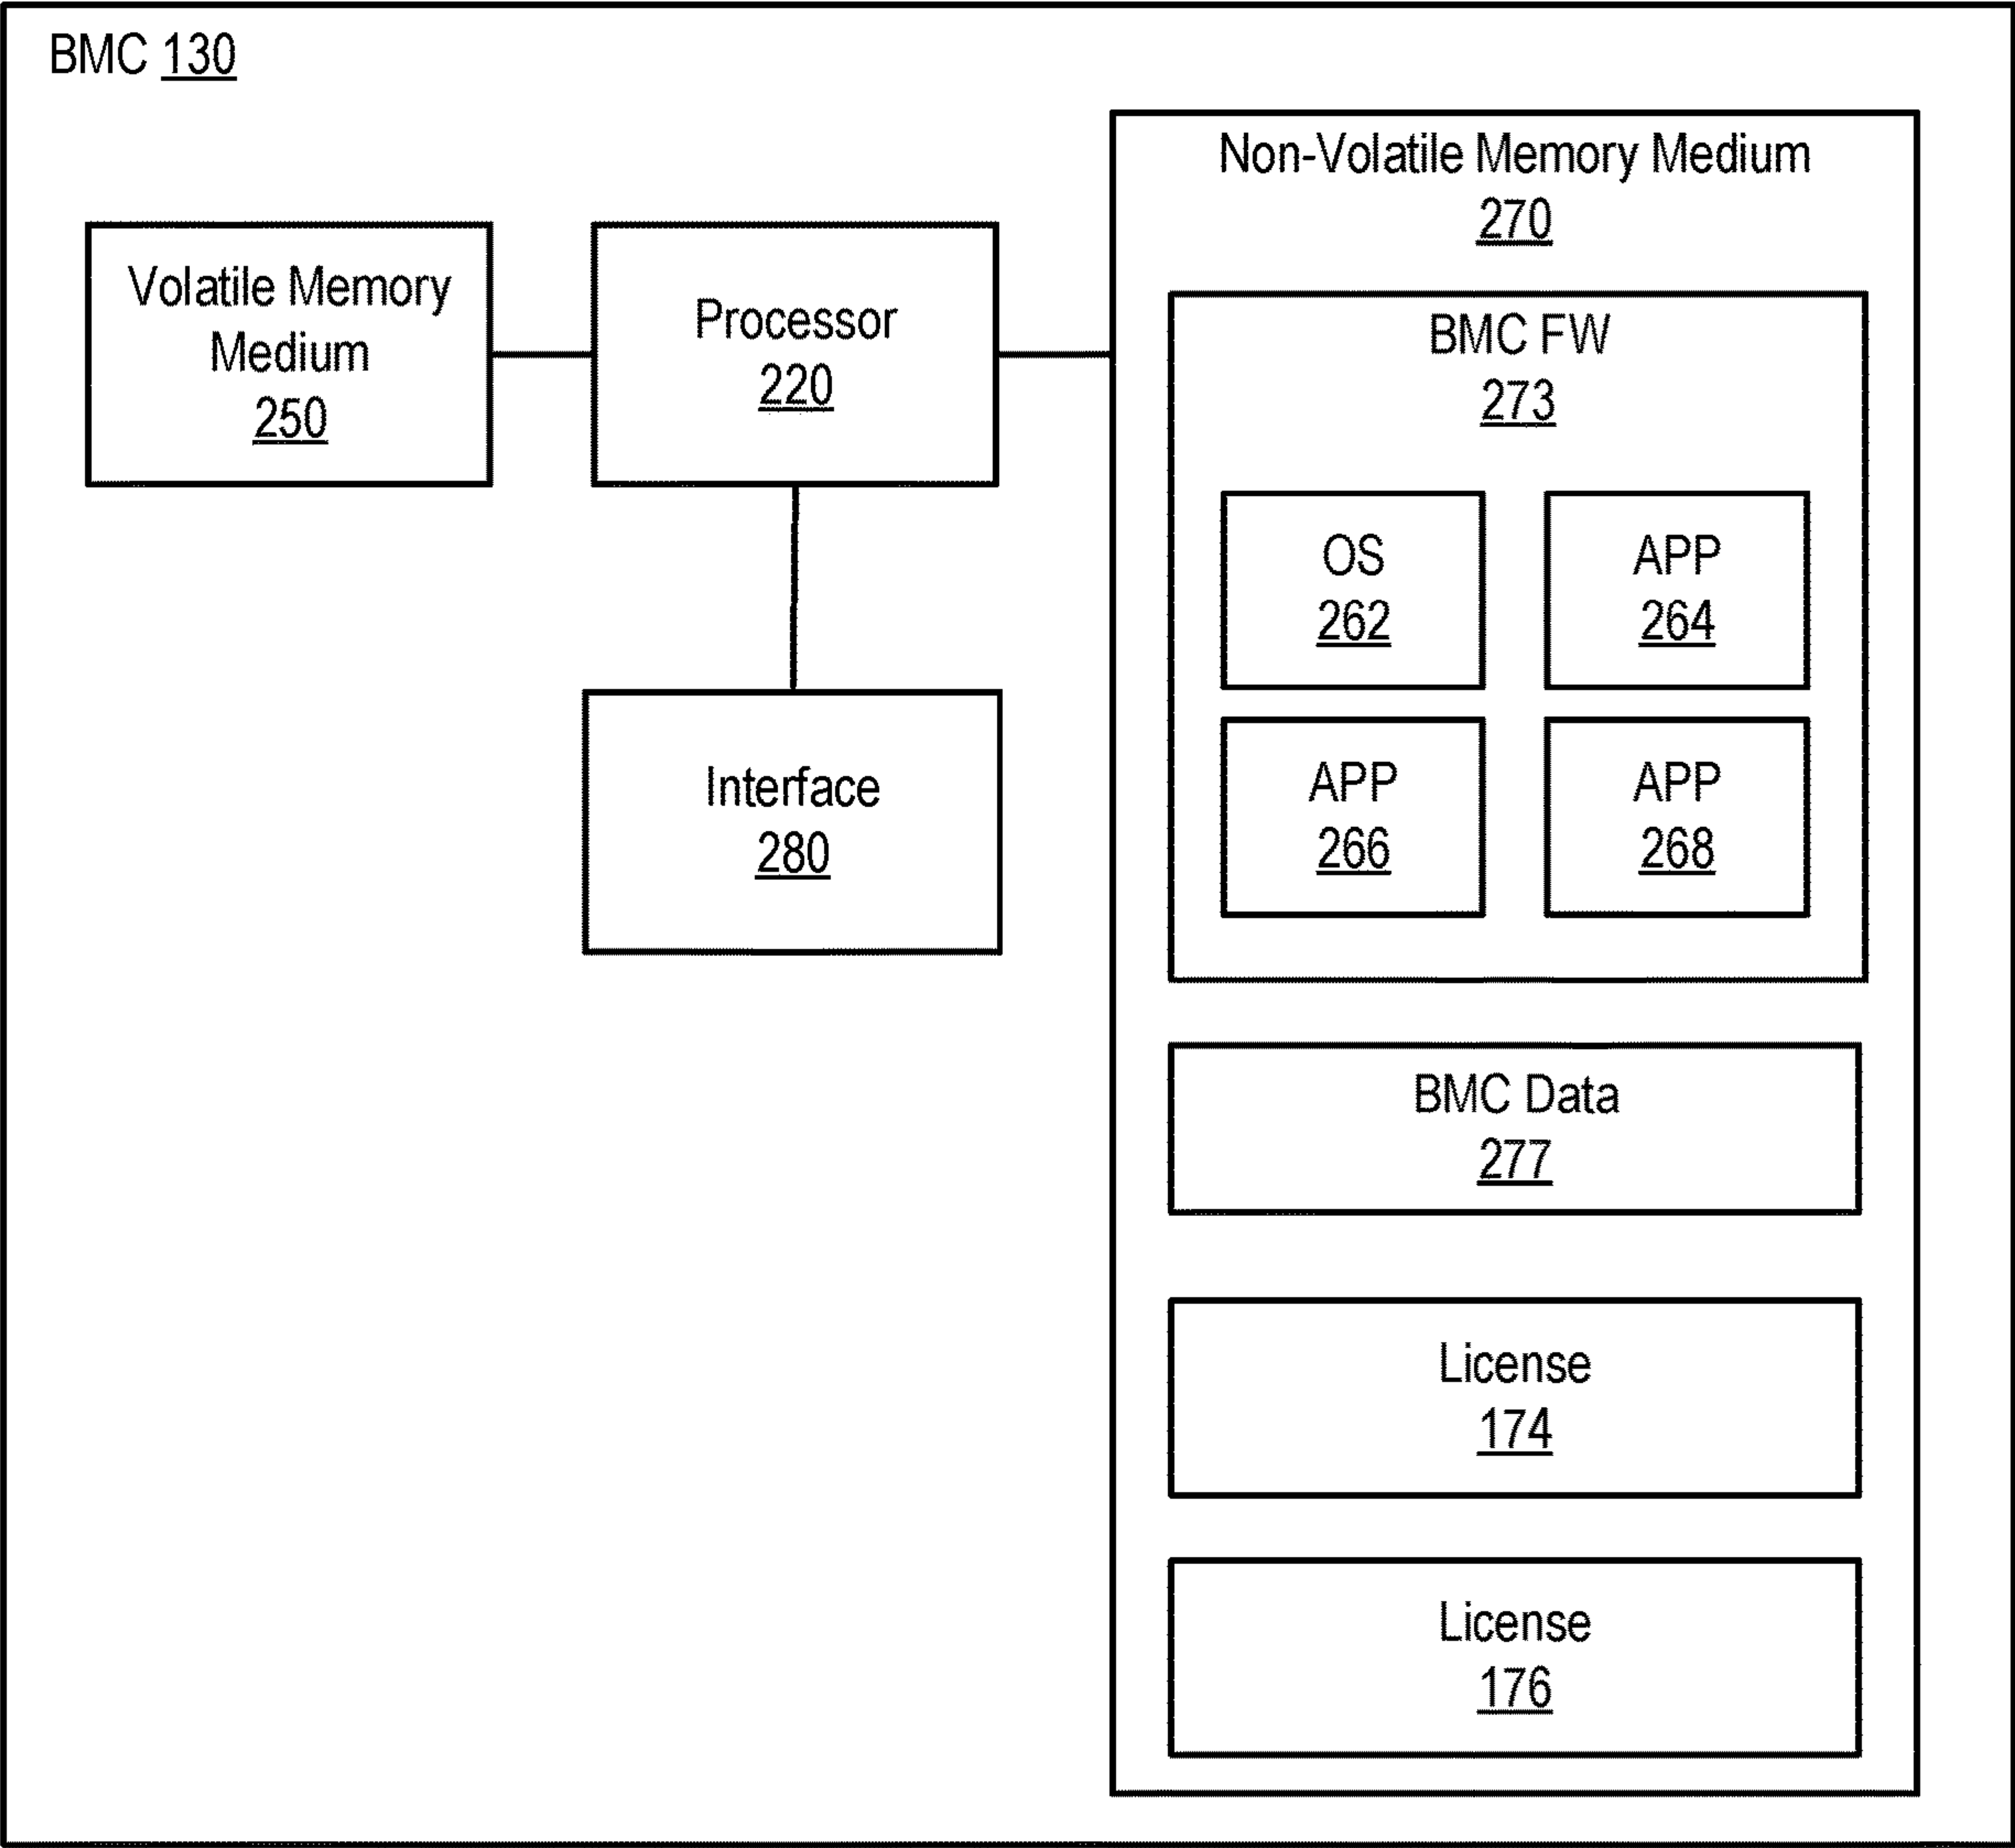 BMC 130
Volatile Memory
Medium
250
Processor
220
Interface
280
Non-Volatile Memory Medium
270
BMC FW
273
OS
262
APP
264
APP
266
APP
268
BMC Data
277
License
174
License
176